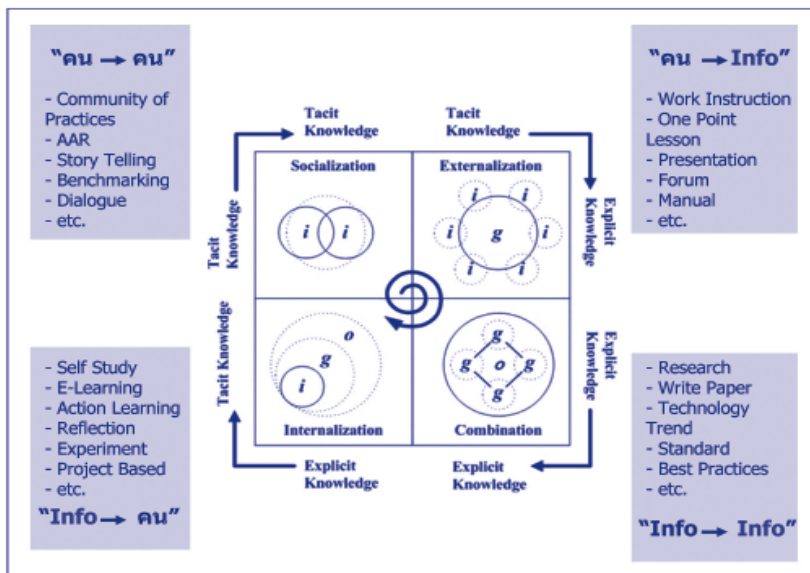 “คน → คน”
- Community of
Practices
- AAR
- Story Telling
- Benchmarking
- Dialogue
- etc.
“คน → Info”
- Work Instruction
- One Point
Lesson
- Presentation
- Forum
- Manual
- etc.
Tacit
Knowledge
Tacit
Knowledge
Tacit
Knowledge
Explicit
Knowledge
Socialization
i i
Externalization
i i
i g i
i i
Tacit Knowledge
Explicit
Knowledge
o
g
i
Internalization
g
g o g
g
Combination
Explicit
Knowledge
Explicit
Knowledge
- Self Study
- E-Learning
- Action Learning
- Reflection
- Experiment
- Project Based
- etc.
“Info → คน”
- Research
- Write Paper
- Technology
Trend
- Standard
- Best Practices
- etc.
“Info → Info”